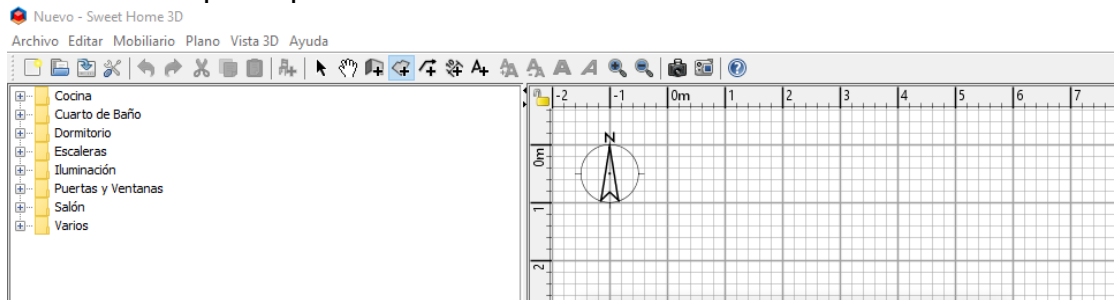 Nuevo - Sweet Home 3D
Archivo Editar Mobiliario Plano Vista 3D Ayuda
Cocina
Cuarto de Baño
Dormitorio
Escaleras
Iluminación
Puertas y Ventanas
Salón
Varios
-2 -1 0m 1 2 3 4 5 6 7
N
0m
1
2